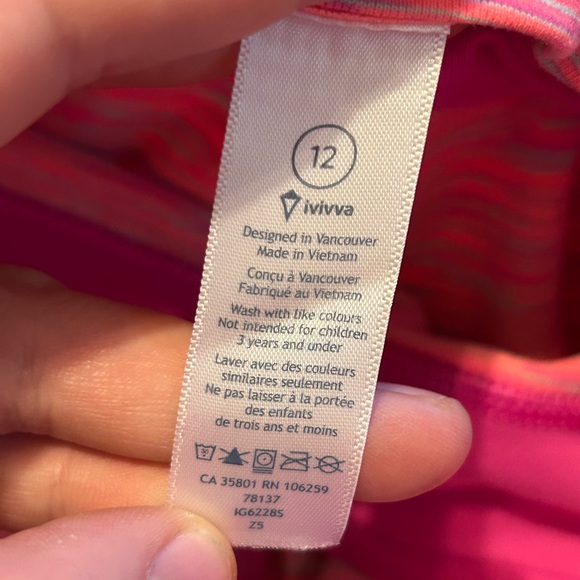 12
ivivva
Designed in Vancouver
Made in Vietnam
Conçu à Vancouver
Fabriqué au Vietnam
Wash with like colours
Not intended for children
3 years and under
Laver avec des couleurs
similaires seulement
Ne pas laisser à la portée
des enfants
de trois ans et moins
CA 35801 RN 106259
78137
IG6228S
Z5